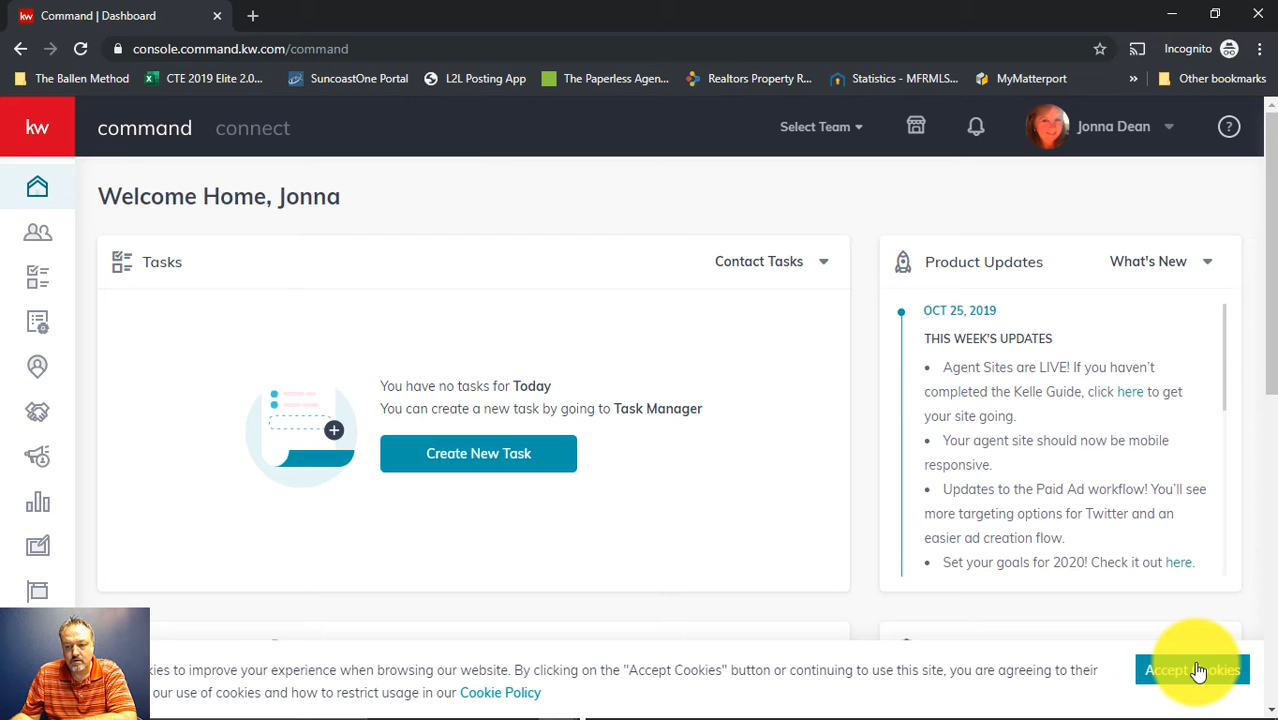 kw Command | Dashboard
console.command.kw.com/command
Incognito
The Ballen Method
CTE 2019 Elite 2.0...
SuncoastOne Portal
L2L Posting App
The Paperless Agen...
Realtors Property R...
Statistics - MFRMLS...
MyMatterport
»
Other bookmarks
kw
command
connect
Select Team
Jonna Dean
?
Welcome Home, Jonna
Tasks
Contact Tasks
You have no tasks for Today
You can create a new task by going to Task Manager
Create New Task
Product Updates
What's New
OCT 25, 2019
THIS WEEK'S UPDATES
• Agent Sites are LIVE! If you haven't
completed the Kelle Guide, click here to get
your site going.
• Your agent site should now be mobile
responsive.
• Updates to the Paid Ad workflow! You'll see
more targeting options for Twitter and an
easier ad creation flow.
• Set your goals for 2020! Check it out here.
kies to improve your experience when browsing our website. By clicking on the "Accept Cookies" button or continuing to use this site, you are agreeing to their
our use of cookies and how to restrict usage in our Cookie Policy
Accept Cookies